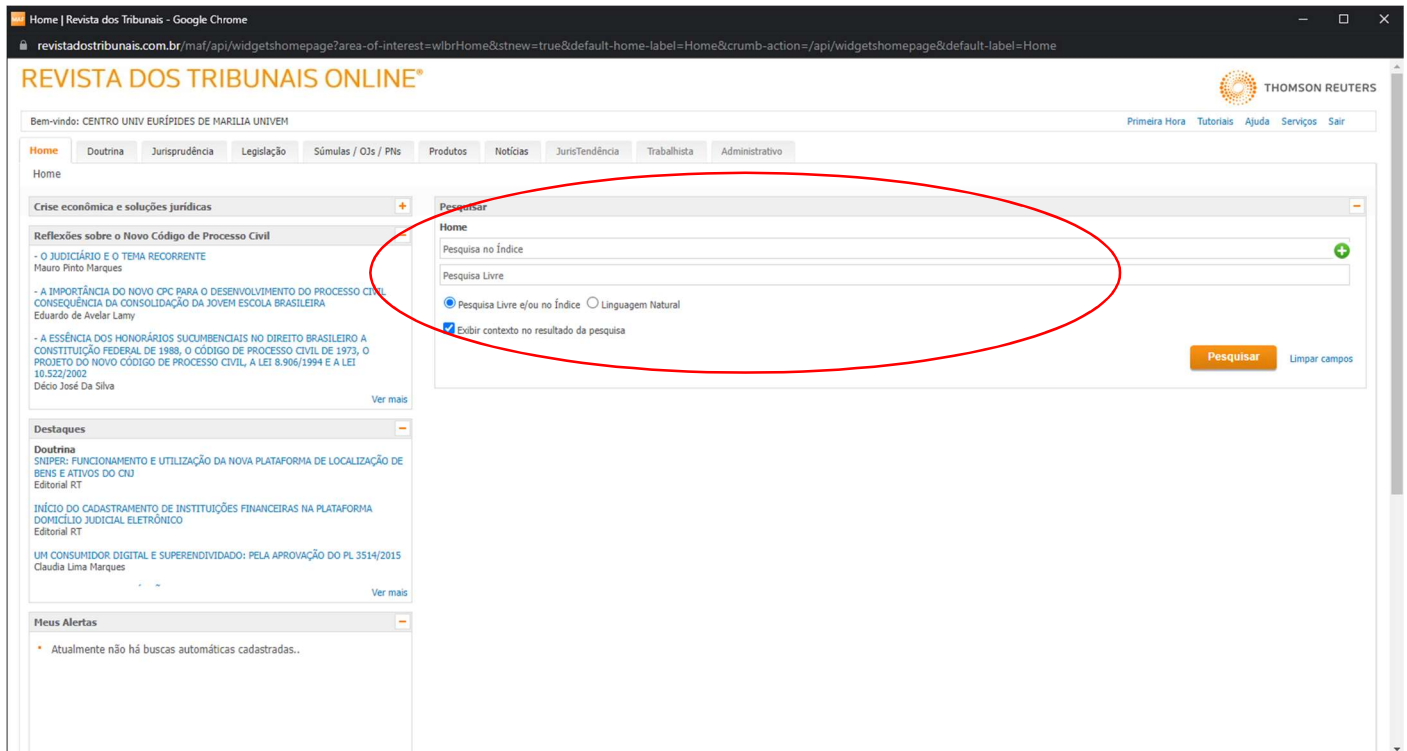 Home | Revista dos Tribunais - Google Chrome
revistadostribunais.com.br/maf/api/widgetshomepage?area-of-interest=wlbrHome&stnew=true&default-home-label=Home&crumb-action=/api/widgetshomepage&default-label=Home
REVISTA DOS TRIBUNAIS ONLINE®
THOMSON REUTERS
Bem-vindo: CENTRO UNIV EURÍPIDES DE MARILIA UNIVEM
Primeira Hora Tutoriais Ajuda Serviços Sair
Home Doutrina Jurisprudência Legislação Súmulas / OJs / PNs Produtos Notícias JurisTendência Trabalhista Administrativo
Home
Crise econômica e soluções jurídicas
Reflexões sobre o Novo Código de Processo Civil
- O JUDICIÁRIO E O TEMA RECORRENTE
Mauro Pinto Marques
- A IMPORTÂNCIA DO NOVO CPC PARA O DESENVOLVIMENTO DO PROCESSO CIVIL
CONSEQUÊNCIA DA CONSOLIDAÇÃO DA JOVEM ESCOLA BRASILEIRA
Eduardo de Avelar Lamy
- A ESSÊNCIA DOS HONORÁRIOS SUCUMBENCIAIS NO DIREITO BRASILEIRO A
CONSTITUIÇÃO FEDERAL DE 1988, O CÓDIGO DE PROCESSO CIVIL DE 1973, O
PROJETO DO NOVO CÓDIGO DE PROCESSO CIVIL, A LEI 8.906/1994 E A LEI
10.522/2002
Décio José Da Silva
Ver mais
Destaques
Doutrina
SNIPER: FUNCIONAMENTO E UTILIZAÇÃO DA NOVA PLATAFORMA DE LOCALIZAÇÃO DE
BENS E ATIVOS DO CNJ
Editorial RT
INÍCIO DO CADASTRAMENTO DE INSTITUIÇÕES FINANCEIRAS NA PLATAFORMA
DOMICÍLIO JUDICIAL ELETRÔNICO
Editorial RT
UM CONSUMIDOR DIGITAL E SUPERENDIVIDADO: PELA APROVAÇÃO DO PL 3514/2015
Claudia Lima Marques
Ver mais
Meus Alertas
Atualmente não há buscas automáticas cadastradas..
Pesquisar
Home
Pesquisa no Índice
Pesquisa Livre
Pesquisa Livre e/ou no Índice Linguagem Natural
Exibir contexto no resultado da pesquisa
Pesquisar Limpar campos